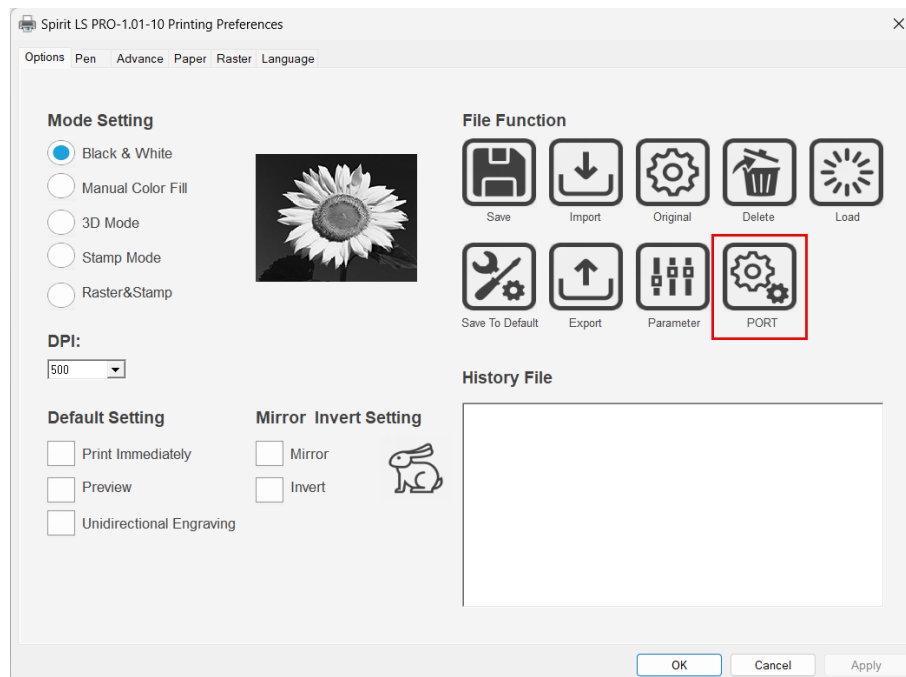 Spirit LS PRO-1.01-10 Printing Preferences
Options Pen Advance Paper Raster Language
Mode Setting
Black & White
Manual Color Fill
3D Mode
Stamp Mode
Raster&Stamp
DPI:
500
Default Setting
Print Immediately
Preview
Unidirectional Engraving
Mirror Invert Setting
Mirror
Invert
File Function
Save Import Original Delete Load
Save To Default Export Parameter PORT
History File
OK Cancel Apply